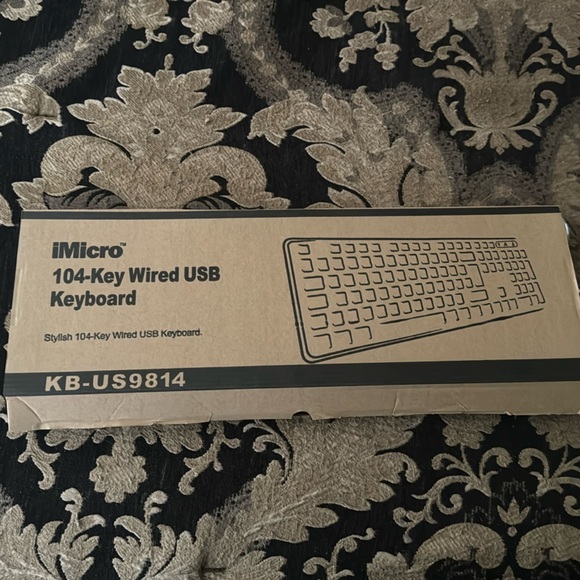 iMicro™
104-Key Wired USB
Keyboard
Stylish 104-Key Wired USB Keyboard.
KB-US9814